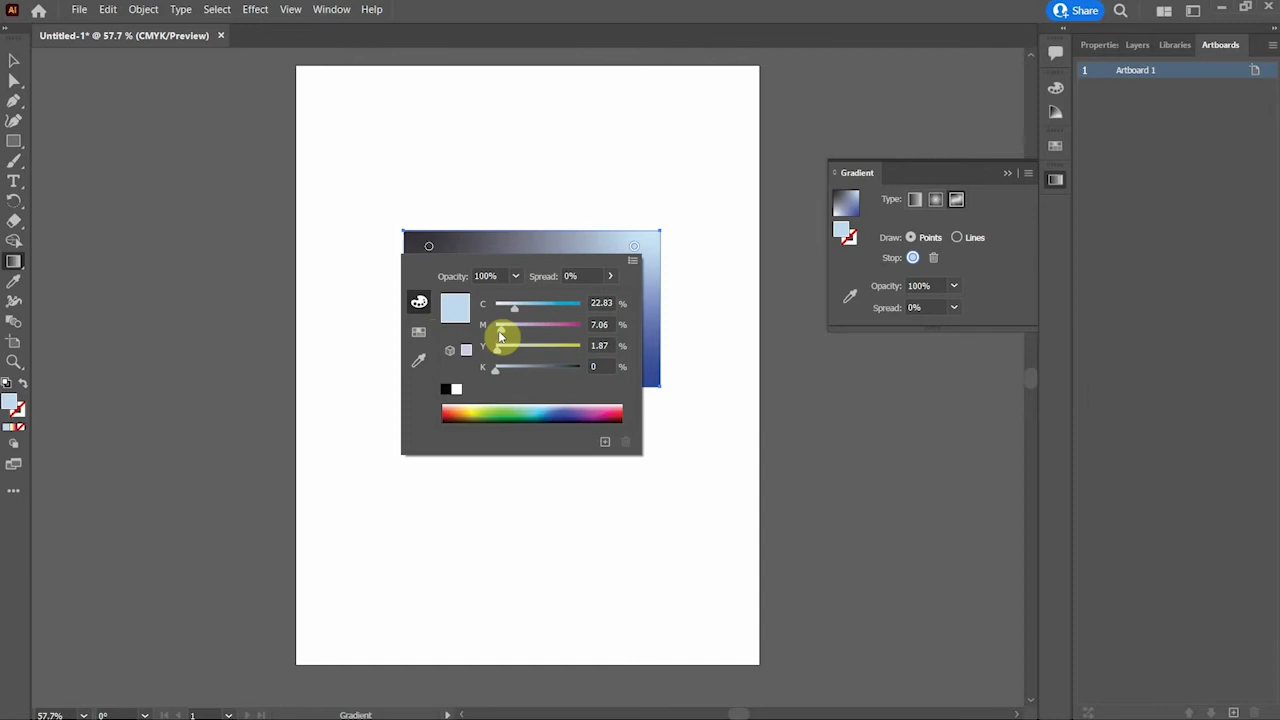 Ai File Edit Object Type Select Effect View Window Help Share
Untitled-1* @ 57.7 % (CMYK/Preview) ×
Properties Layers Libraries Artboards
1 Artboard 1
Gradient
Type:
Draw: Points Lines
Stop:
Opacity: 100%
Spread: 0%
Opacity: 100% Spread: 0%
C 22.83 %
M 7.06 %
Y 1.87 %
K 0 %
57.7% 0° 1 Gradient